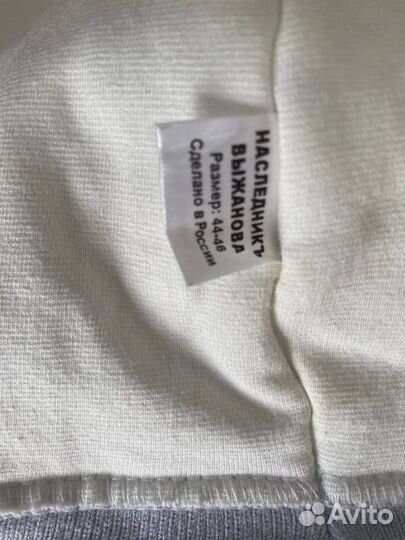 НАСЛЕДНИКЪ
ВЫЖАНОВА
Размер: 44-46
Сделано в России
Avito